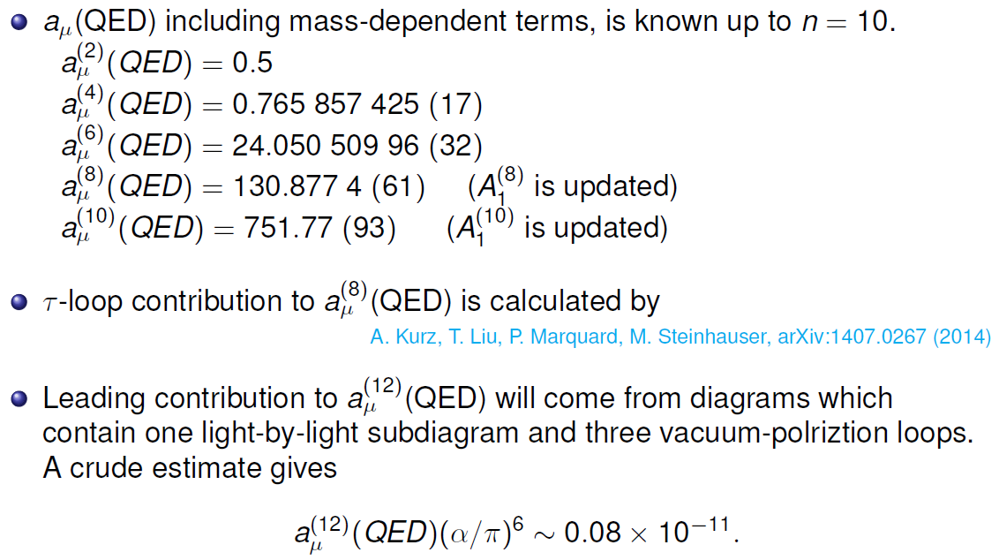 a_μ(QED) including mass-dependent terms, is known up to n = 10.
a_μ^(2)(QED) = 0.5
a_μ^(4)(QED) = 0.765 857 425 (17)
a_μ^(6)(QED) = 24.050 509 96 (32)
a_μ^(8)(QED) = 130.877 4 (61) (A_1^(8) is updated)
a_μ^(10)(QED) = 751.77 (93) (A_1^(10) is updated)
τ-loop contribution to a_μ^(8)(QED) is calculated by
A. Kurz, T. Liu, P. Marquard, M. Steinhauser, arXiv:1407.0267 (2014)
Leading contribution to a_μ^(12)(QED) will come from diagrams which
contain one light-by-light subdiagram and three vacuum-polriztion loops.
A crude estimate gives
a_μ^(12)(QED)(α/π)^6 ∼ 0.08 × 10^−11.